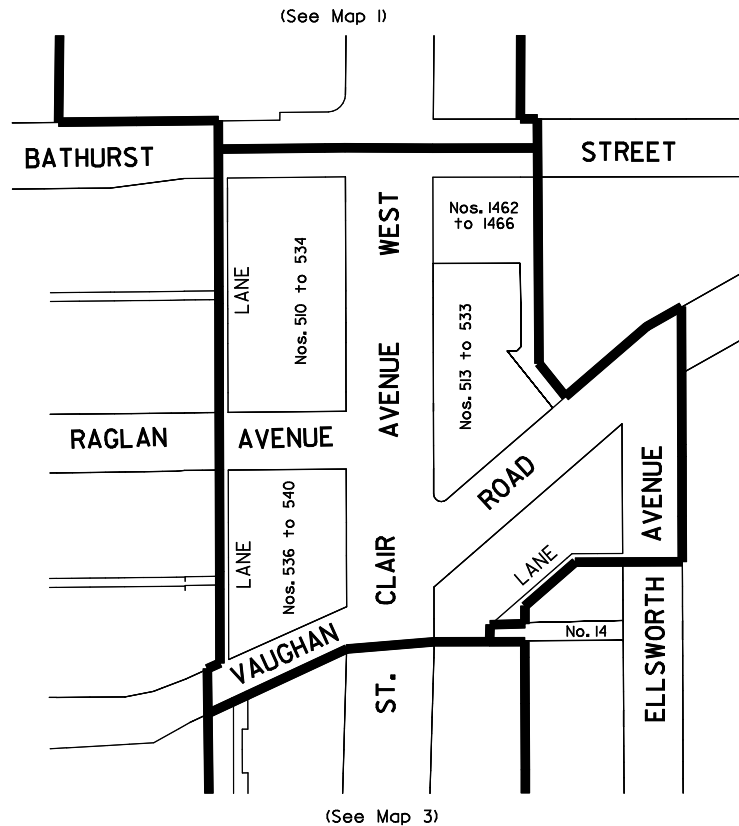 (See Map 1)
BATHURST
STREET
Nos. 1462
to 1466
WEST
LANE
Nos. 510 to 534
Nos. 513 to 533
AVENUE
RAGLAN
AVENUE
ROAD
AVENUE
LANE
Nos. 536 to 540
CLAIR
LANE
No. 14
VAUGHAN
ELLSWORTH
ST.
(See Map 3)